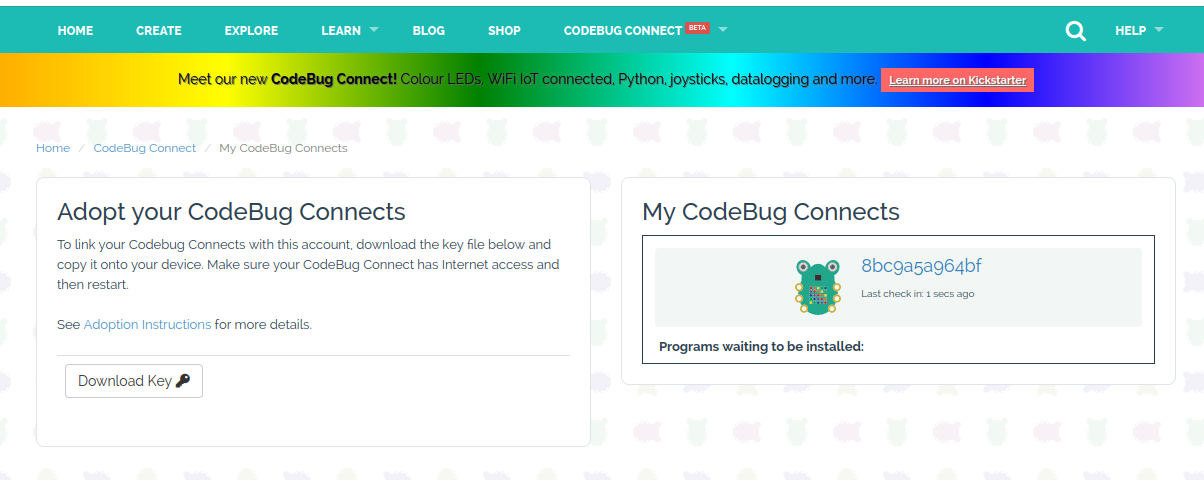 HOME CREATE EXPLORE LEARN BLOG SHOP CODEBUG CONNECT BETA HELP
Meet our new CodeBug Connect! Colour LEDs, WiFi IoT connected, Python, joysticks, datalogging and more. Learn more on Kickstarter
Home / CodeBug Connect / My CodeBug Connects
Adopt your CodeBug Connects
To link your Codebug Connects with this account, download the key file below and
copy it onto your device. Make sure your CodeBug Connect has Internet access and
then restart.
See Adoption Instructions for more details.
Download Key
My CodeBug Connects
8bc9a5a964bf
Last check in: 1 secs ago
Programs waiting to be installed: